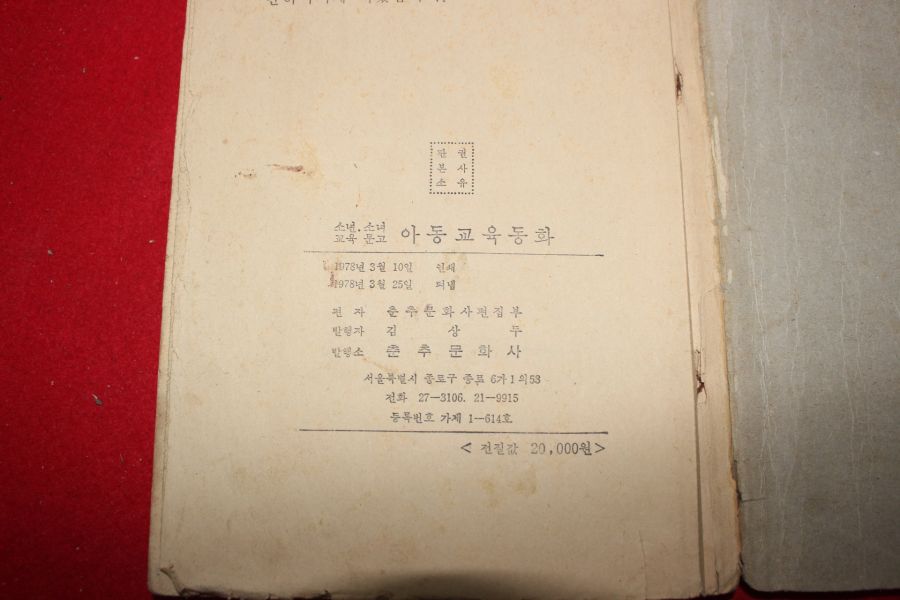 판 권
본 사
소 유
소년.소녀
교육 문고
아동교육동화
1978년 3월 10일 인쇄
1978년 3월 25일 펴냄
편 자 춘추문화사편집부
발행자 김 상 두
발행소 춘추문화사
서울특별시 종로구 종로 6가 1의53
전화 27—3106. 21—9915
등록번호 가제 1—614호
< 전질값 20,000원>